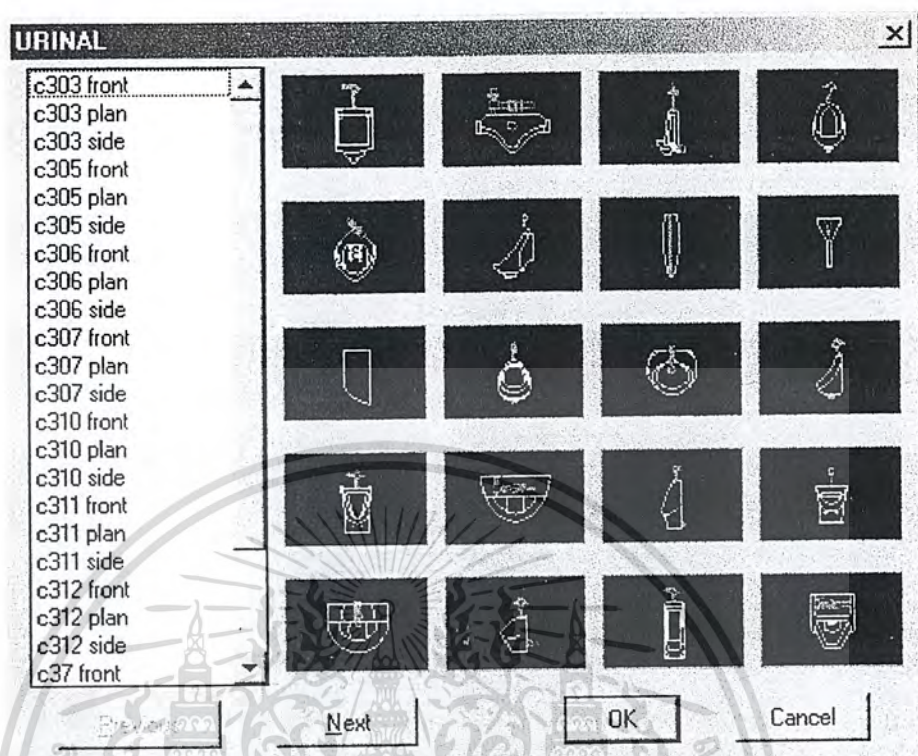 URINAL
c303 front
c303 plan
c303 side
c305 front
c305 plan
c305 side
c306 front
c306 plan
c306 side
c307 front
c307 plan
c307 side
c310 front
c310 plan
c310 side
c311 front
c311 plan
c311 side
c312 front
c312 plan
c312 side
c37 front
Previous
Next
OK
Cancel